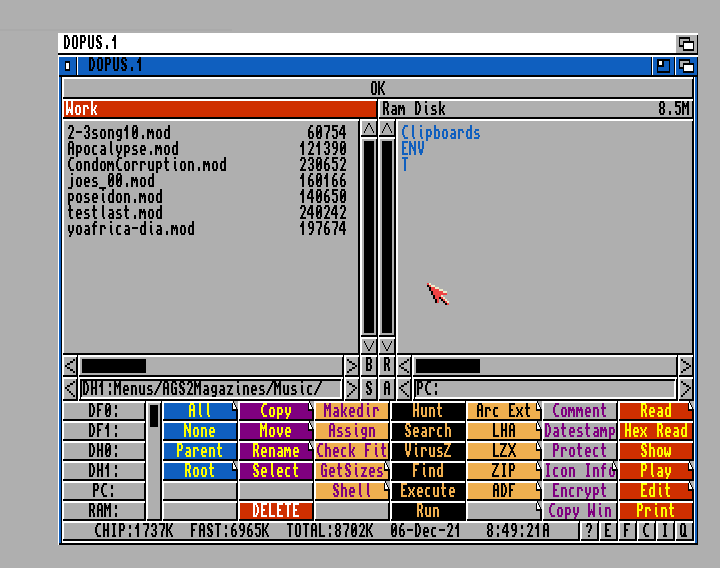 DOPUS.1
DOPUS.1
OK
Work
Ram Disk 8.5M
2-3song10.mod 60754
Apocalypse.mod 121390
CondomCorruption.mod 230652
joes_00.mod 160166
poseldon.mod 140650
testlast.mod 240242
yoafrica-dia.mod 197674
Clipboards
ENV
T
B R
DH1:Menus/AGS2Magazines/Music/ S A PC:
DF0: All Copy Makedir Hunt Arc Ext Comment Read
DF1: None Move Assign Search LHA Datestamp Hex Read
DH0: Parent Rename Check Fit VirusZ LZX Protect Show
DH1: Root Select GetSizes Find ZIP Icon Info Play
PC: Shell Execute ADF Encrypt Edit
RAM: DELETE Run Copy Win Print
CHIP:1737K FAST:6965K TOTAL:8702K 06-Dec-21 8:49:21A ? E F C I Q